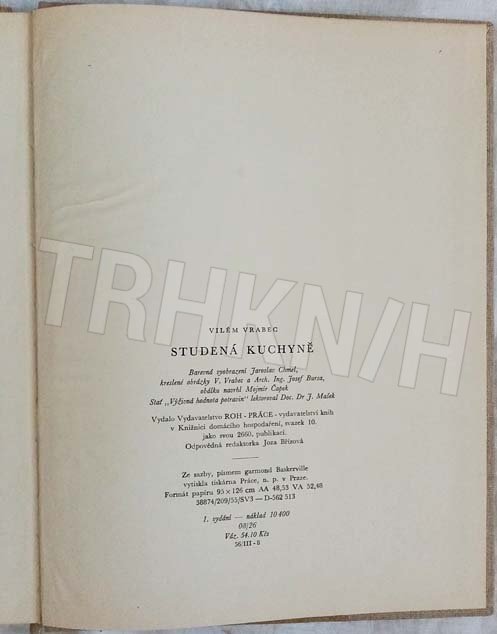 TRHKNIH
VILÉM VRABEC
STUDENÁ KUCHYNĚ
Barevná vyobrazení Jaroslav Chmel,
kreslené obrázky V. Vrabec a Arch. Ing. Josef Bursa,
obálku navrhl Mojmír Čapek
Stať „Výživná hodnota potravin" lektoroval Doc. Dr J. Mašek
Vydalo Vydavatelstvo ROH - PRÁCE - vydavatelství knih
v Knižnici domácího hospodaření, svazek 10.
jako svou 2660. publikaci.
Odpovědná redaktorka Joza Břízová
Ze sazby, písmem garmond Baskerville
vytiskla tiskárna Práce, n. p. v Praze.
Formát papíru 95 × 126 cm AA 48,53 VA 52,48
38874/209/55/SV3 — D-562 513
1. vydání — náklad 10 400
08/26
Váz. 54.10 Kčs
56/III - 8